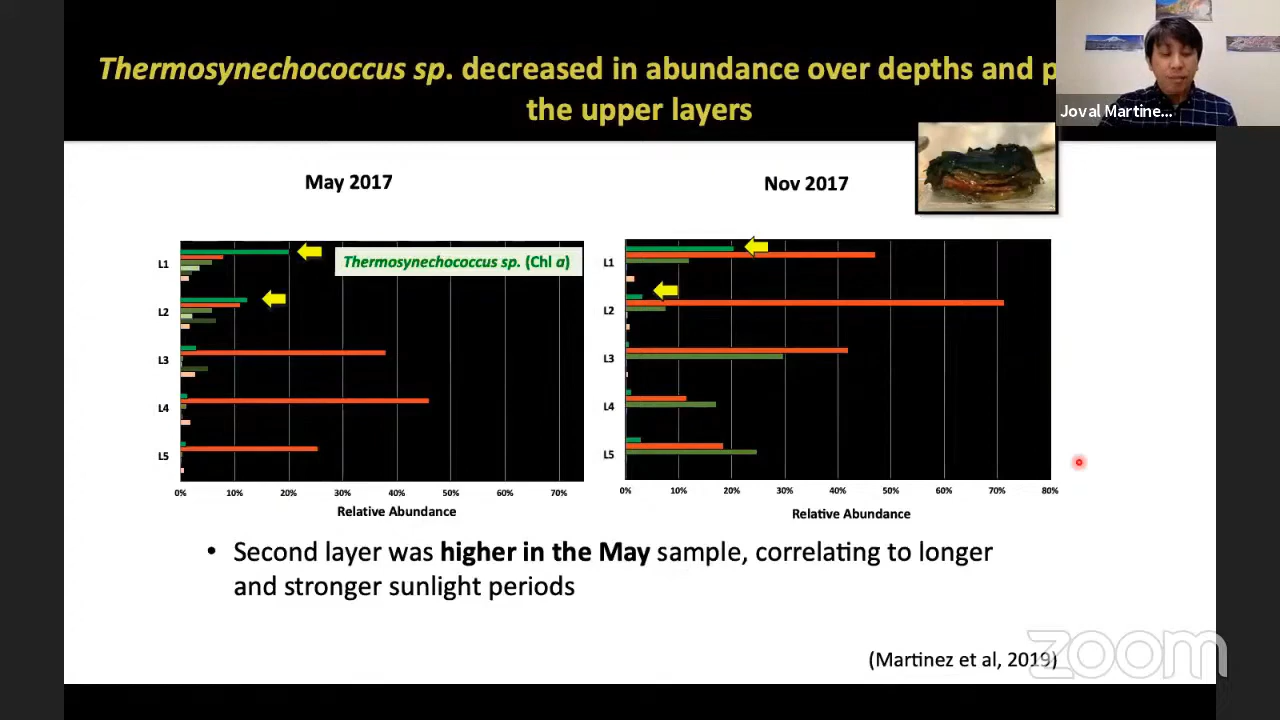 Thermosynechococcus sp. decreased in abundance over depths and p
the upper layers
Joval Martine...
May 2017
Nov 2017
Thermosynechococcus sp. (Chl a)
L1
L2
L3
L4
L5
0% 10% 20% 30% 40% 50% 60% 70%
Relative Abundance
L1
L2
L3
L4
L5
0% 10% 20% 30% 40% 50% 60% 70% 80%
Relative Abundance
• Second layer was higher in the May sample, correlating to longer
and stronger sunlight periods
(Martinez et al, 2019)
zoom